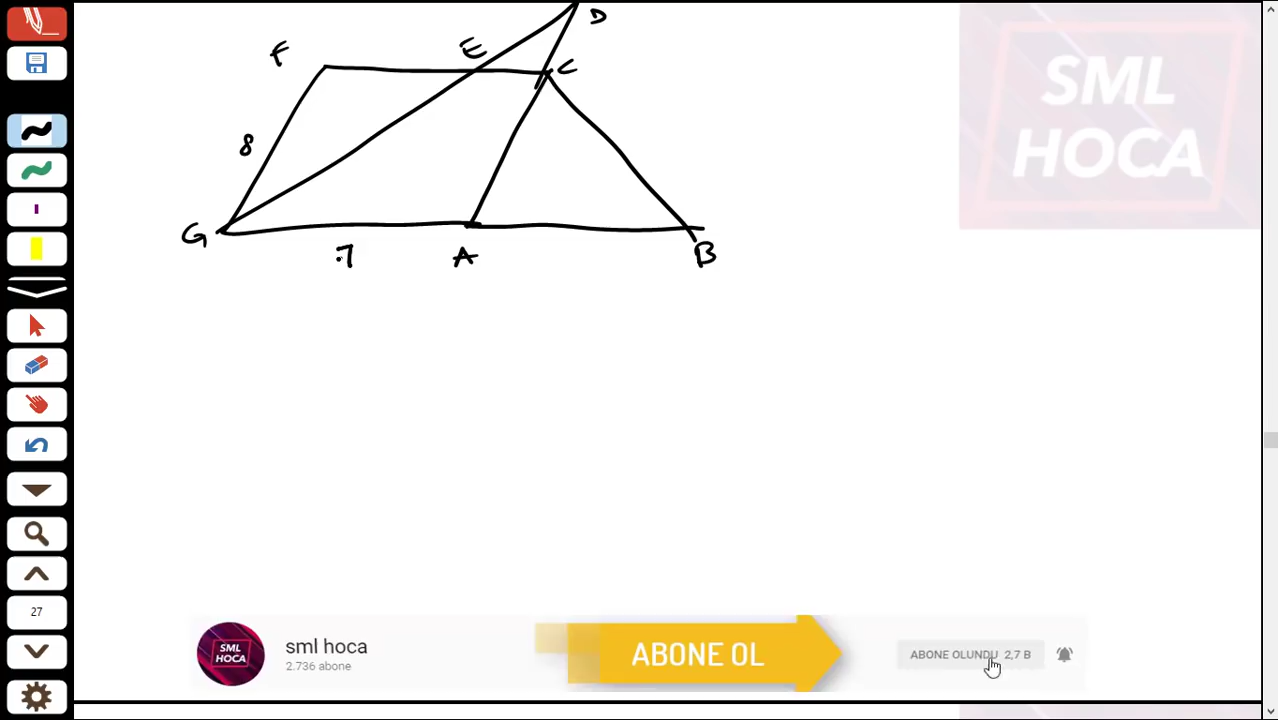 D
F
E
C
SML
HOCA
8
G
7
A
B
27
SML
HOCA
sml hoca
2.736 abone
ABONE OL
ABONE OLUNDU 2,7 B